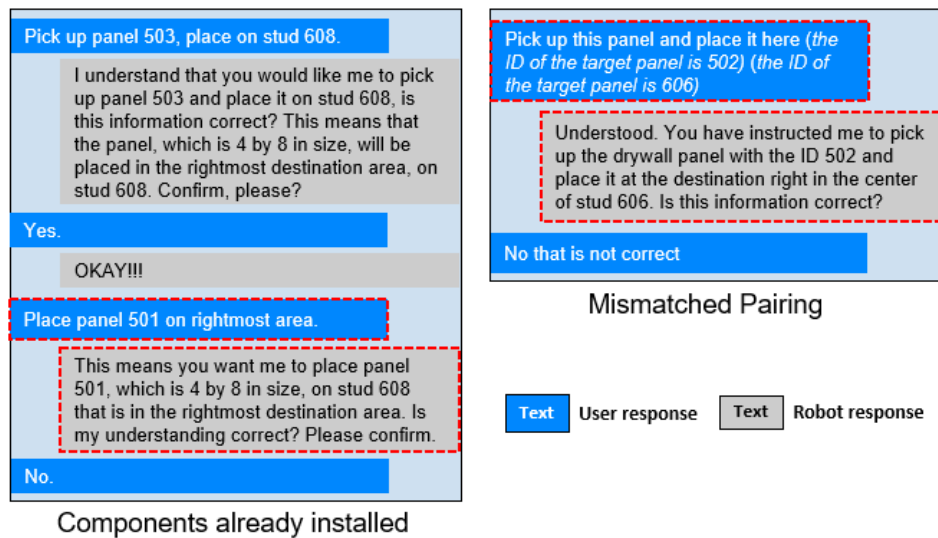 Pick up panel 503, place on stud 608.
I understand that you would like me to pick
up panel 503 and place it on stud 608, is
this information correct? This means that
the panel, which is 4 by 8 in size, will be
placed in the rightmost destination area, on
stud 608. Confirm, please?
Yes.
OKAY!!!
Place panel 501 on rightmost area.
This means you want me to place panel
501, which is 4 by 8 in size, on stud 608
that is in the rightmost destination area. Is
my understanding correct? Please confirm.
No.
Components already installed
Pick up this panel and place it here (the
ID of the target panel is 502) (the ID of
the target panel is 606)
Understood. You have instructed me to pick
up the drywall panel with the ID 502 and
place it at the destination right in the center
of stud 606. Is this information correct?
No that is not correct
Mismatched Pairing
Text User response
Text Robot response